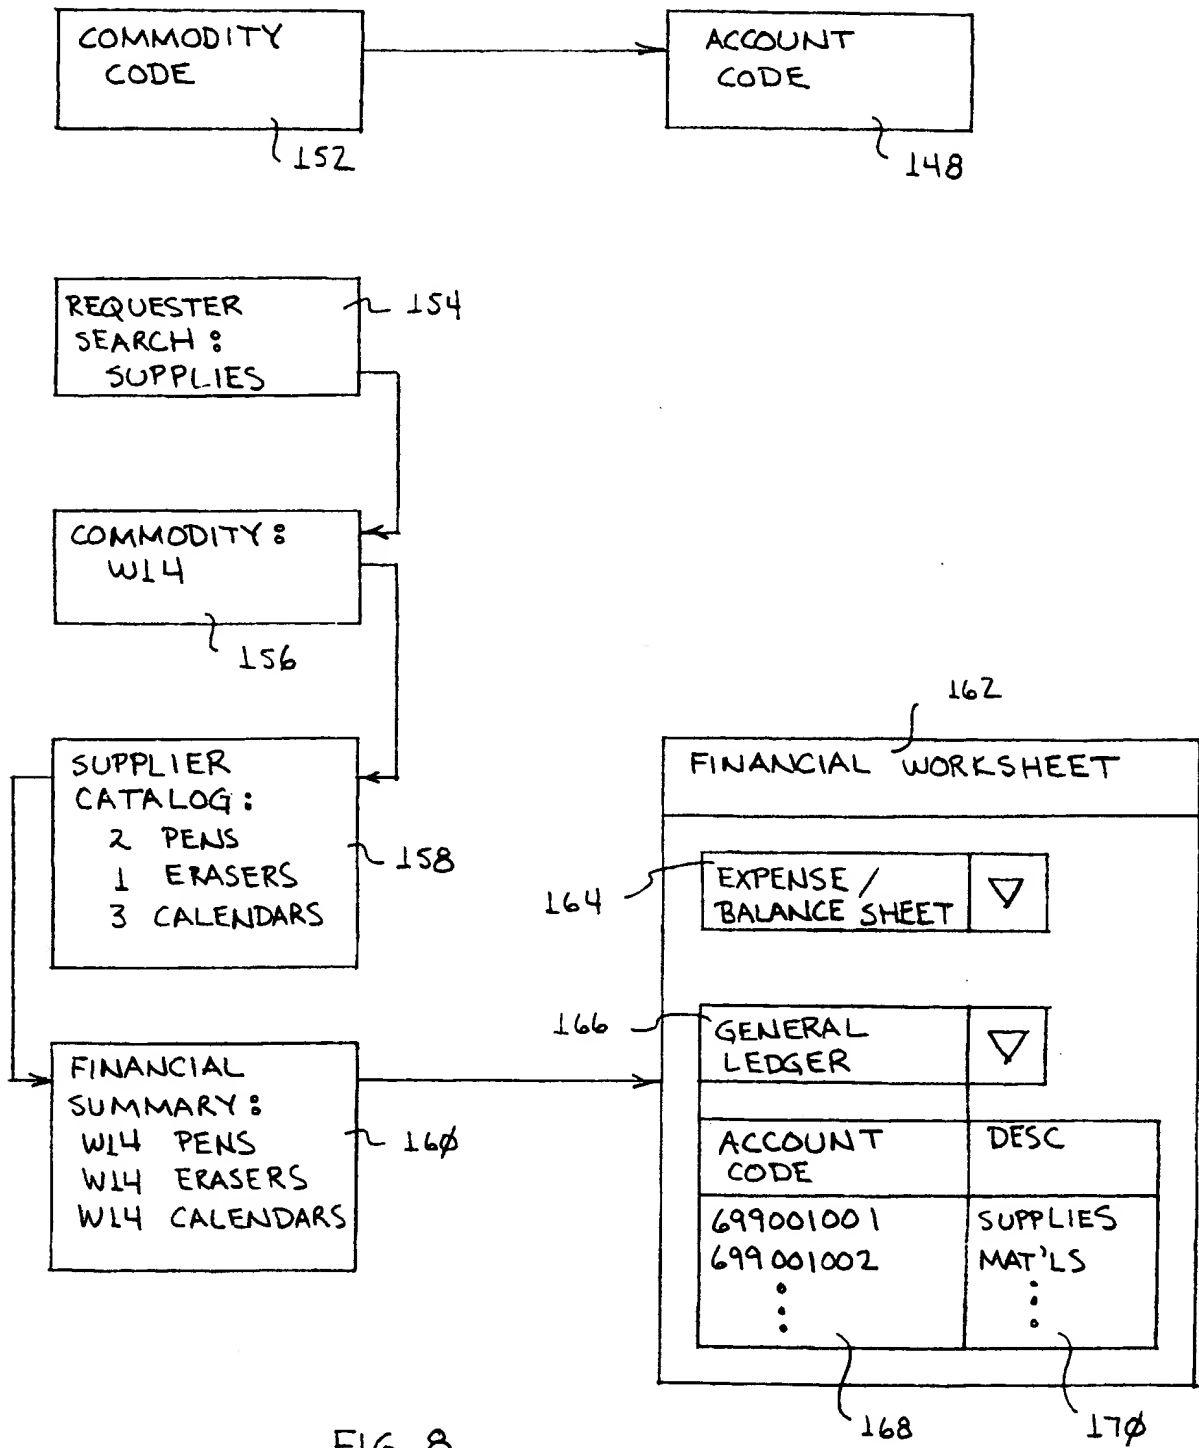 COMMODITY
CODE
152
ACCOUNT
CODE
148
REQUESTER
SEARCH:
SUPPLIES
154
COMMODITY:
W14
156
SUPPLIER
CATALOG:
2 PENS
1 ERASERS
3 CALENDARS
158
FINANCIAL
SUMMARY:
W14 PENS
W14 ERASERS
W14 CALENDARS
16Ø
162
FINANCIAL WORKSHEET
164
EXPENSE /
BALANCE SHEET
166
GENERAL
LEDGER
ACCOUNT
CODE
DESC
699001001 SUPPLIES
699001002 MAT'LS
168
17Ø
FIG. 8